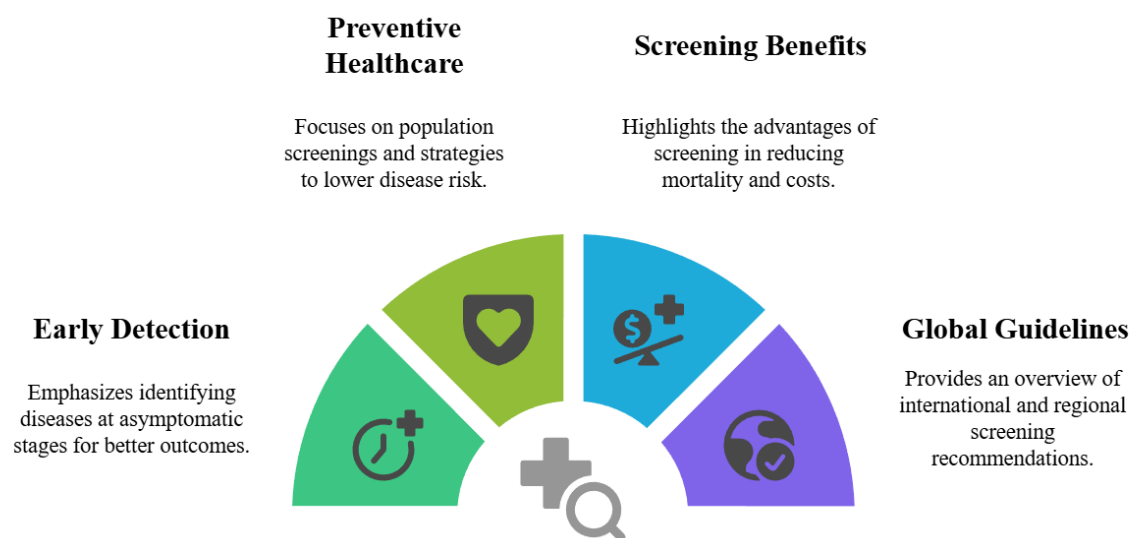 Preventive
Healthcare
Focuses on population
screenings and strategies
to lower disease risk.
Screening Benefits
Highlights the advantages of
screening in reducing
mortality and costs.
Early Detection
Emphasizes identifying
diseases at asymptomatic
stages for better outcomes.
Global Guidelines
Provides an overview of
international and regional
screening
recommendations.
$